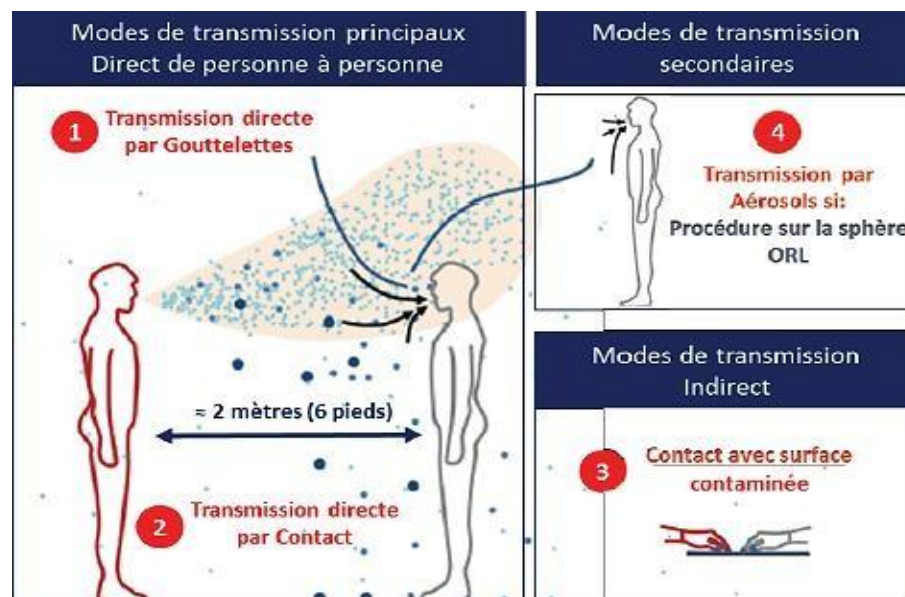 Modes de transmission principaux
Direct de personne à personne
1
Transmission directe
par Gouttelettes
≈ 2 mètres (6 pieds)
2
Transmission directe
par Contact
Modes de transmission
secondaires
4
Transmission par
Aérosols si:
Procédure sur la sphère
ORL
Modes de transmission
Indirect
3
Contact avec surface
contaminée